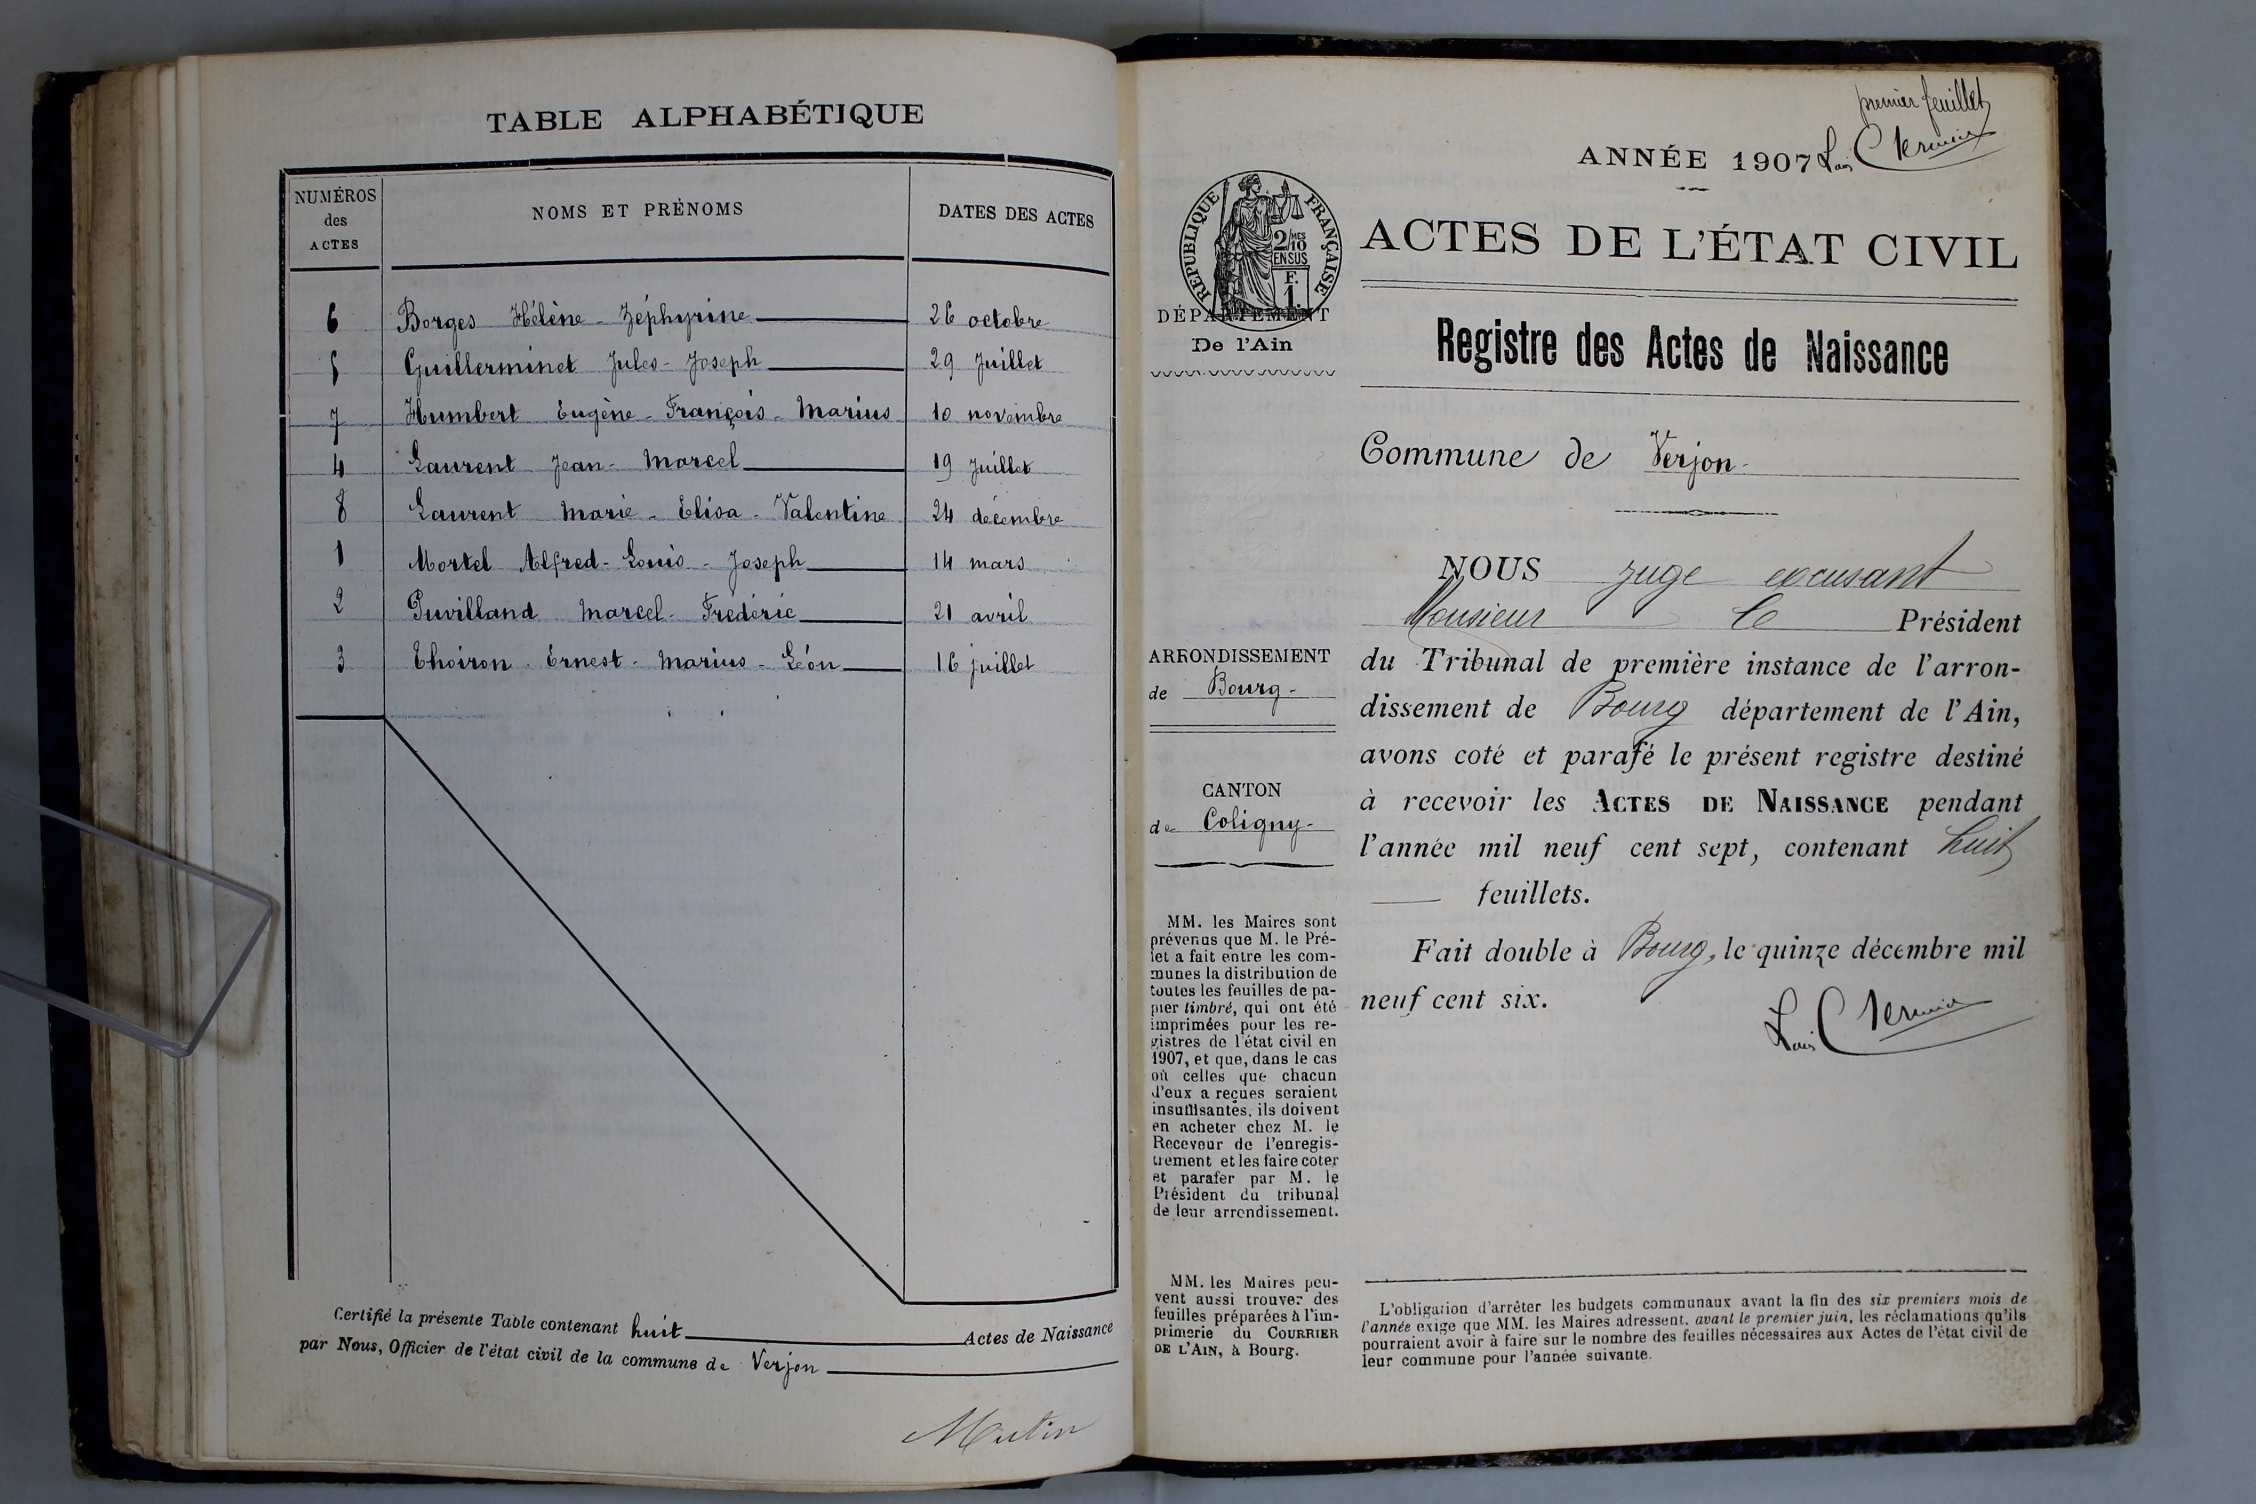 TABLE ALPHABÉTIQUE
NUMÉROS des ACTES
NOMS ET PRÉNOMS
DATES DES ACTES
6 Borges Hélène - Zéphyrine 26 octobre
5 Guillerminet Jules - Joseph 29 Juillet
7 Humbert Eugène - François - Marius 10 novembre
4 Laurent Jean - Marcel 19 Juillet
8 Laurent Marie - Elisa - Valentine 24 décembre
1 Mortel Alfred - Louis - Joseph 14 mars
2 Puvilland Marcel - Frédéric 21 avril
3 Thoiron Ernest - Marius - Léon 16 juillet
Certifié la présente Table contenant huit Actes de Naissance
par Nous, Officier de l'état civil de la commune de Verjon
premier feuillet
ANNÉE 1907
RÉPUBLIQUE FRANÇAISE
2/10 MES
EN SUS
F.
1.
DÉPARTEMENT
De l'Ain
ACTES DE L'ÉTAT CIVIL
Registre des Actes de Naissance
Commune de Verjon -
NOUS juge excusant
Monsieur le Président
du Tribunal de première instance de l'arron-
dissement de Bourg département de l'Ain,
avons coté et parafé le présent registre destiné
à recevoir les ACTES DE NAISSANCE pendant
l'année mil neuf cent sept, contenant huit
feuillets.
Fait double à Bourg, le quinze décembre mil
neuf cent six.
ARRONDISSEMENT
de Bourg -
CANTON
de Coligny -
MM. les Maires sont
prévenus que M. le Pré-
fet a fait entre les com-
munes la distribution de
toutes les feuilles de pa-
pier timbré, qui ont été
imprimées pour les re-
gistres de l'état civil en
1907, et que, dans le cas
où celles que chacun
d'eux a reçues seraient
insuffisantes, ils doivent
en acheter chez M. le
Receveur de l'enregis-
trement et les faire coter
et parafer par M. le
Président du tribunal
de leur arrondissement.
MM. les Maires peu-
vent aussi trouver des
feuilles préparées à l'im-
primerie du COURRIER
DE L'AIN, à Bourg.
L'obligation d'arrêter les budgets communaux avant la fin des six premiers mois de
l'année exige que MM. les Maires adressent, avant le premier juin, les réclamations qu'ils
pourraient avoir à faire sur le nombre des feuilles nécessaires aux Actes de l'état civil de
leur commune pour l'année suivante.